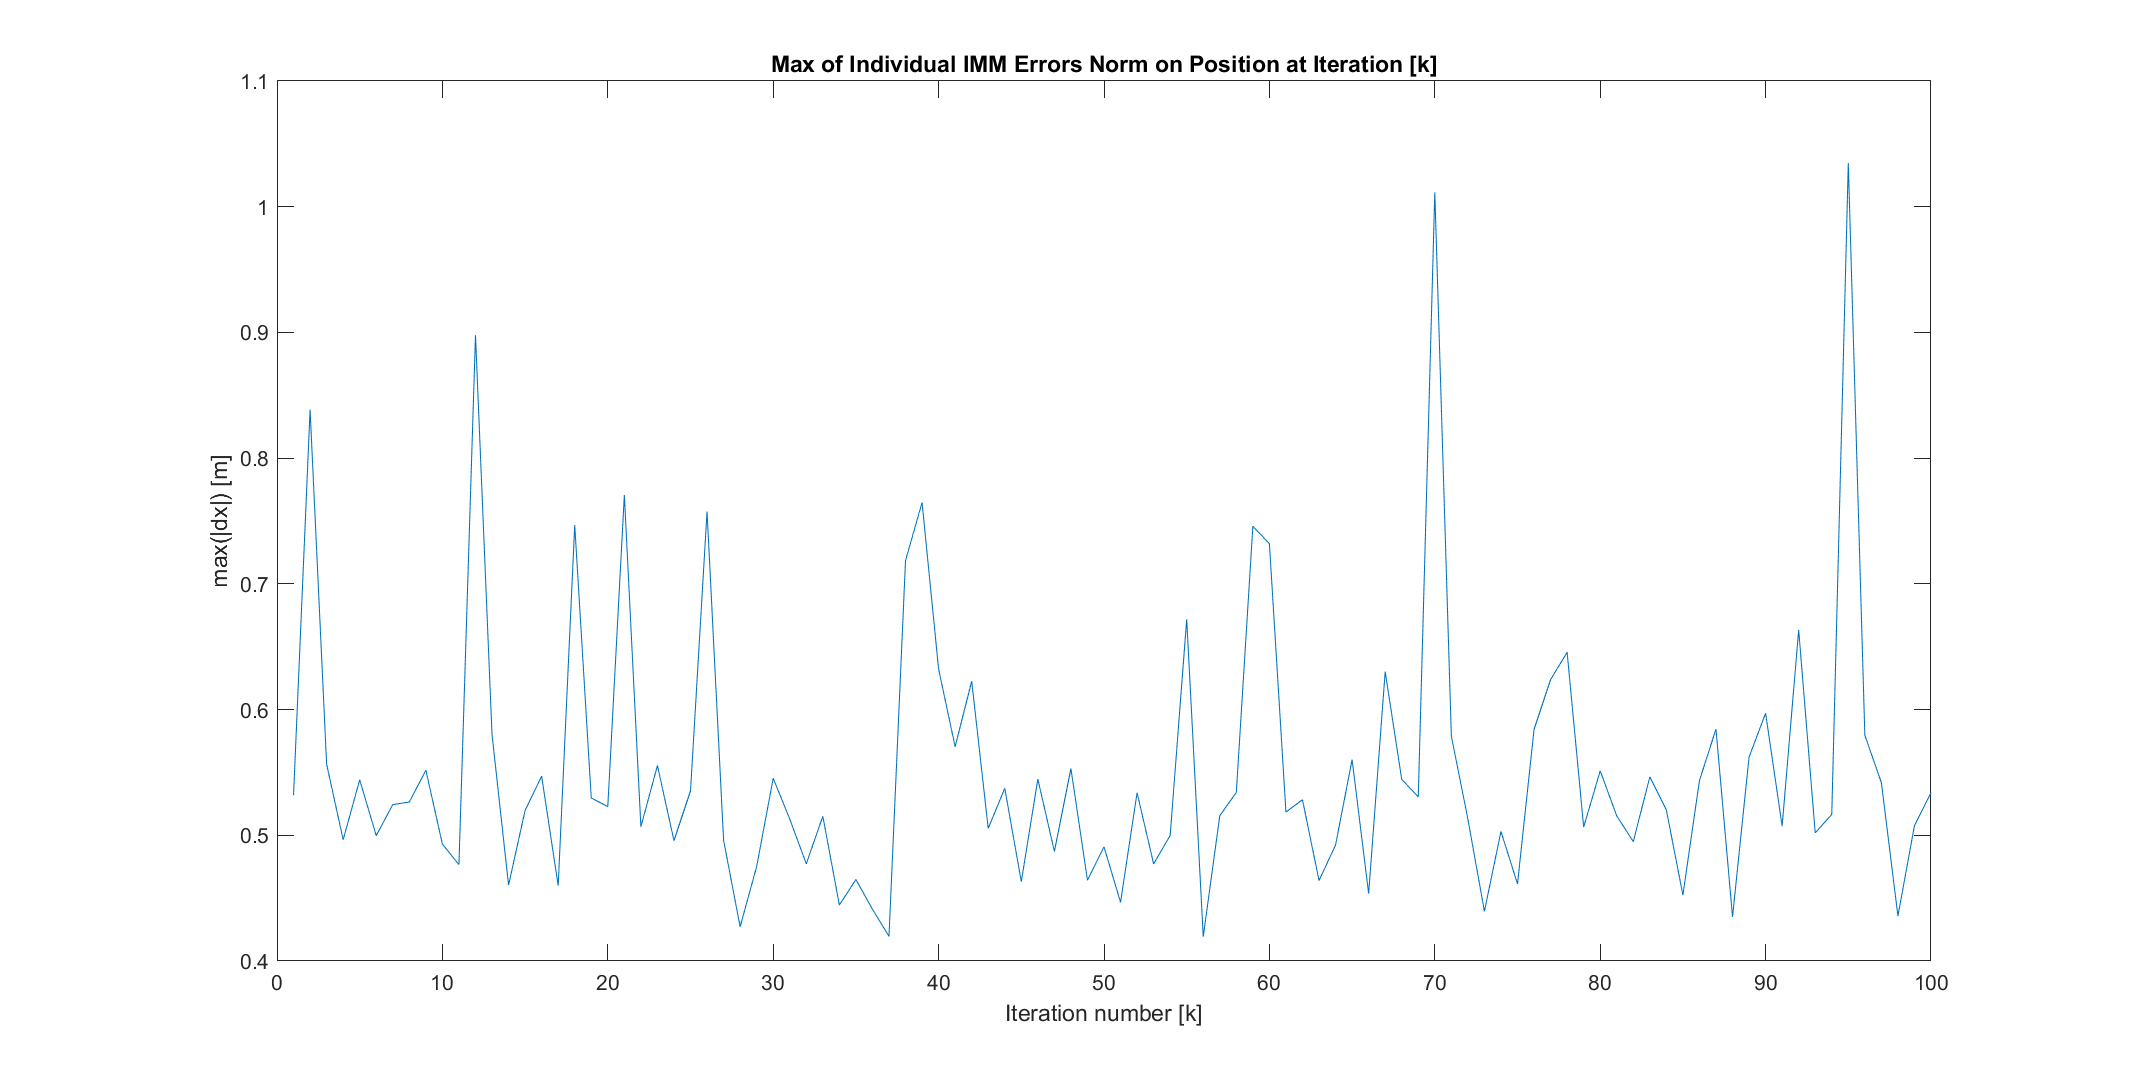 Max of Individual IMM Errors Norm on Position at Iteration [k]
1.1
1
0.9
0.8
0.7
0.6
0.5
0.4
max(|dx|) [m]
0 10 20 30 40 50 60 70 80 90 100
Iteration number [k]